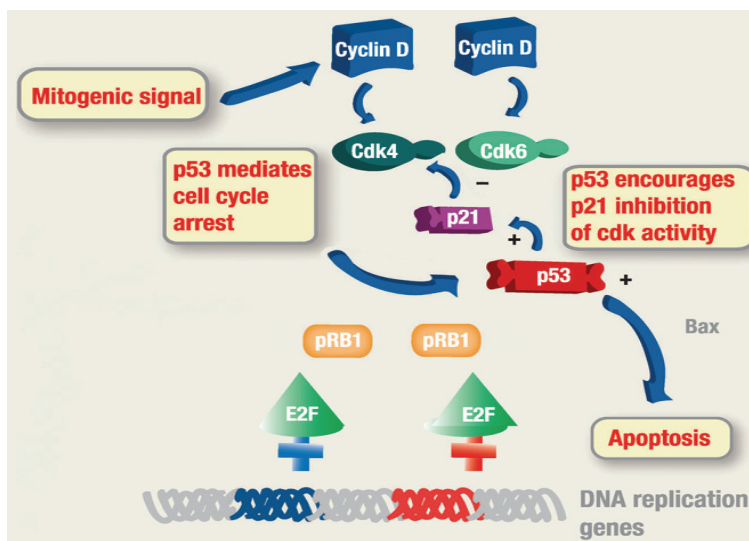 Cyclin D
Cyclin D
Mitogenic signal
Cdk4
Cdk6
p53 mediates
cell cycle
arrest
−
p21
p53 encourages
p21 inhibition
of cdk activity
+
p53
+
Bax
pRB1
pRB1
E2F
E2F
Apoptosis
DNA replication
genes